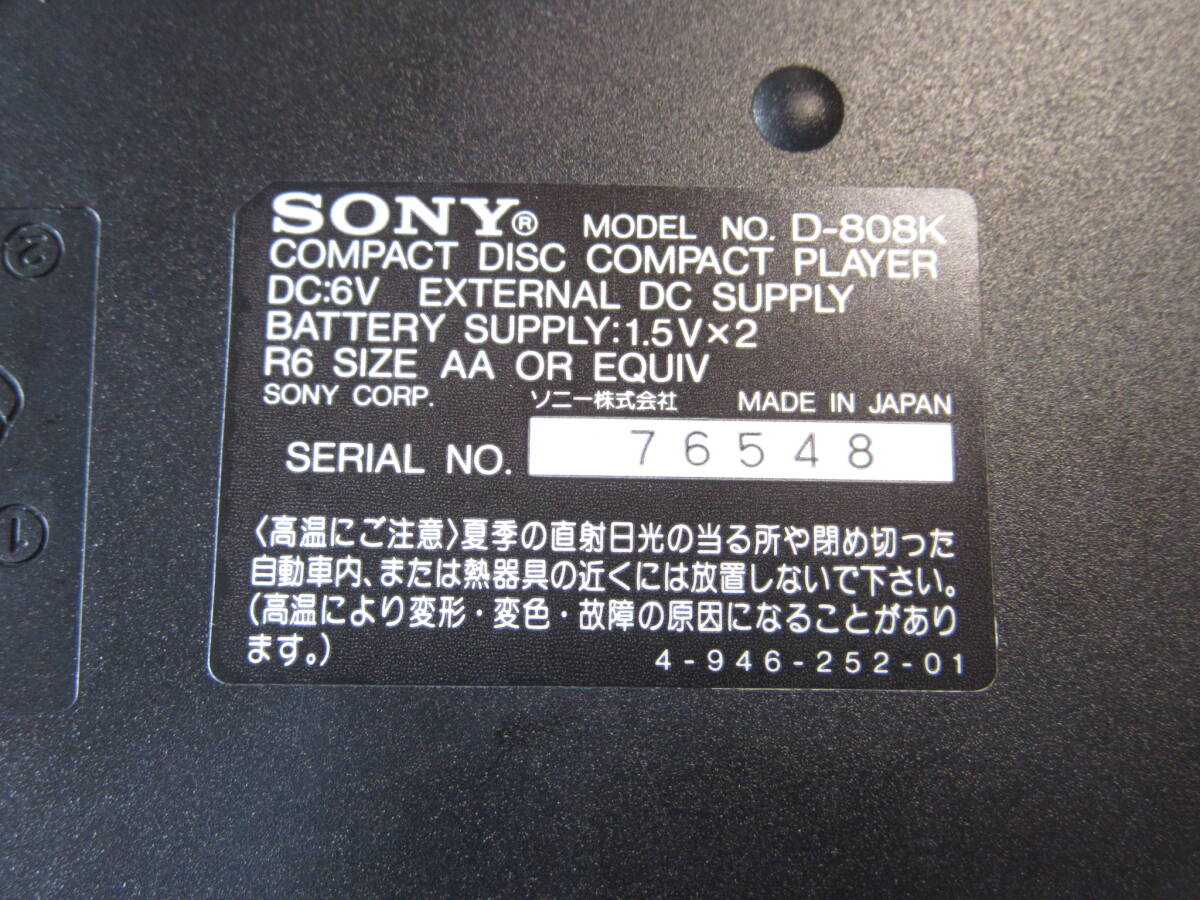 SONY® MODEL NO. D-808K
COMPACT DISC COMPACT PLAYER
DC:6V EXTERNAL DC SUPPLY
BATTERY SUPPLY:1.5V×2
R6 SIZE AA OR EQUIV
SONY CORP. ソニー株式会社 MADE IN JAPAN
SERIAL NO. 76548
〈高温にご注意〉夏季の直射日光の当る所や閉め切った
自動車内、または熱器具の近くには放置しないで下さい。
(高温により変形・変色・故障の原因になることがあり
ます。)
4-946-252-01
②
①